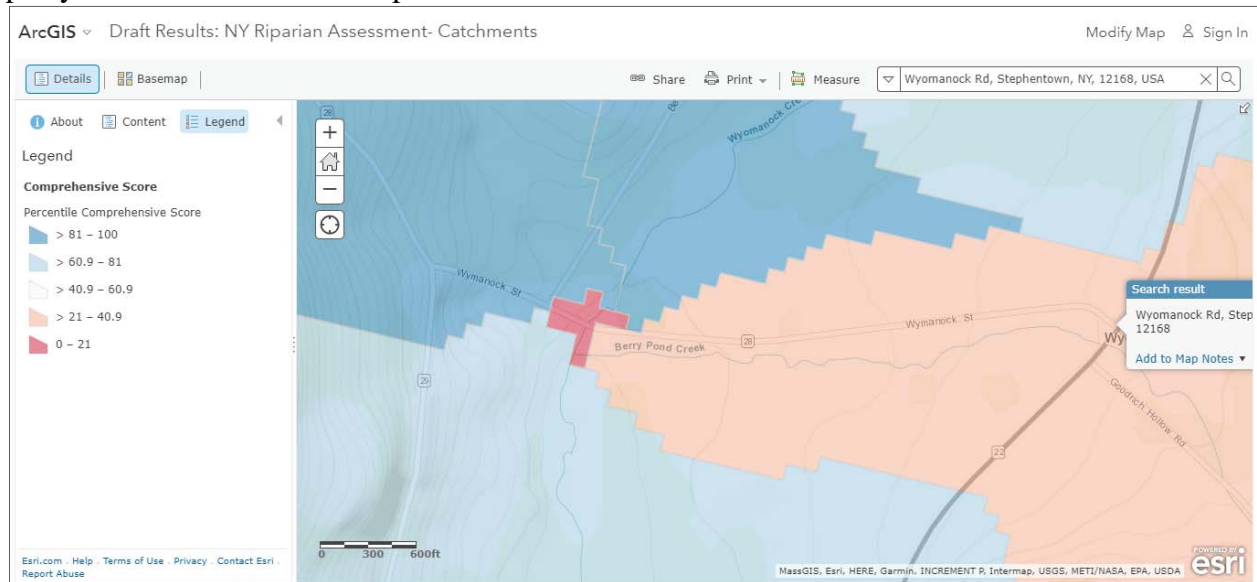 ArcGIS Draft Results: NY Riparian Assessment- Catchments
Modify Map Sign In
Details Basemap
Share Print Measure
Wyomanock Rd, Stephentown, NY, 12168, USA
About Content Legend
Legend
Comprehensive Score
Percentile Comprehensive Score
> 81 – 100
> 60.9 – 81
> 40.9 – 60.9
> 21 – 40.9
0 – 21
28
Wyomanock Cre
Wymanock St
29
Berry Pond Creek
28
Wymanock St
Wy
Search result
Wyomanock Rd, Step
12168
Add to Map Notes
Goodrich Hollow Rd
22
0 300 600ft
Esri.com . Help . Terms of Use . Privacy . Contact Esri .
Report Abuse
MassGIS, Esri, HERE, Garmin, INCREMENT P, Intermap, USGS, METI/NASA, EPA, USDA
POWERED BY
esri